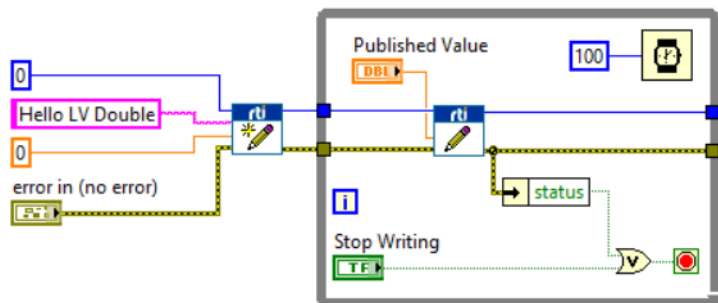 Published Value
DBL
100
0
Hello LV Double
rti
rti
0
error in (no error)
status
i
Stop Writing
TF
V